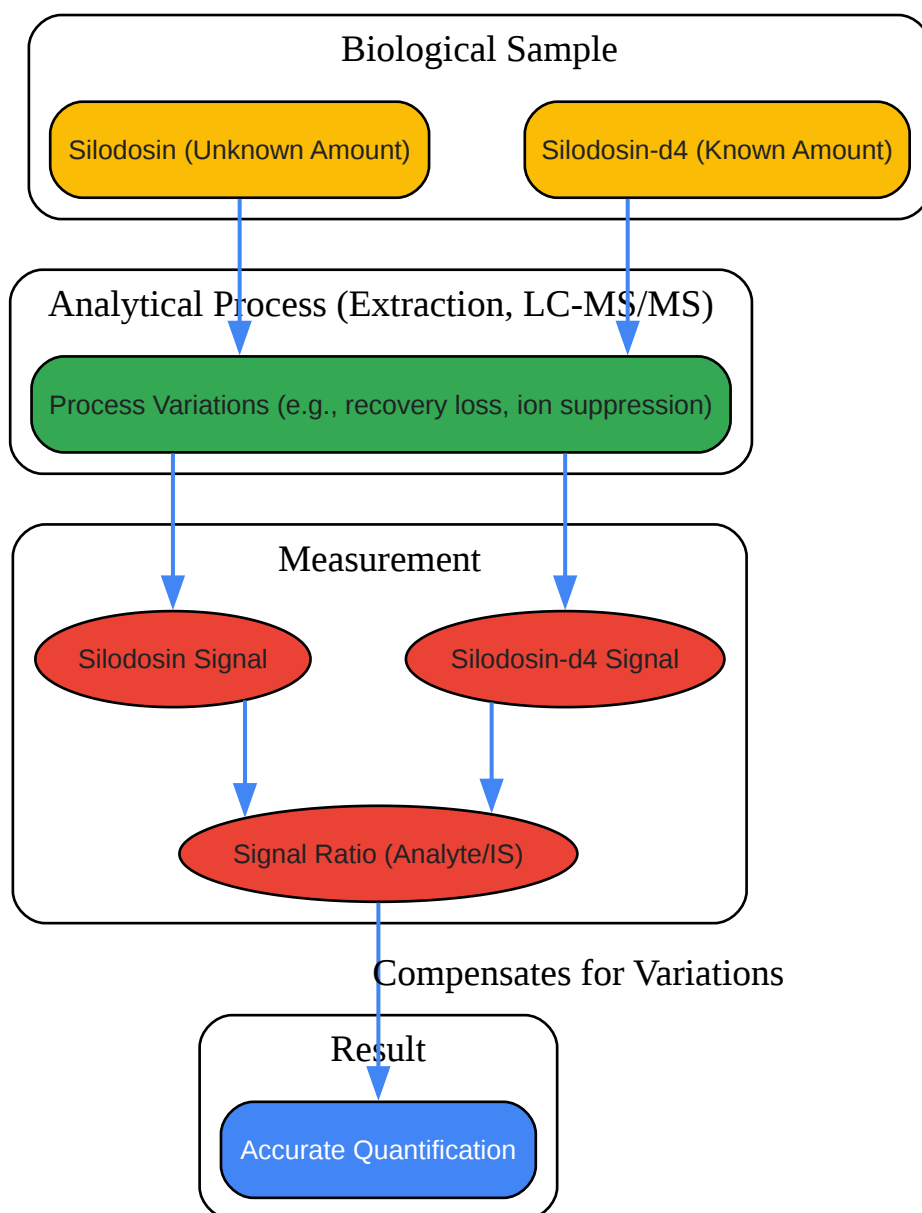 Biological Sample
Silodosin (Unknown Amount)
Silodosin-d4 (Known Amount)
Analytical Process (Extraction, LC-MS/MS)
Process Variations (e.g., recovery loss, ion suppression)
Measurement
Silodosin Signal
Silodosin-d4 Signal
Signal Ratio (Analyte/IS)
Compensates for Variations
Result
Accurate Quantification